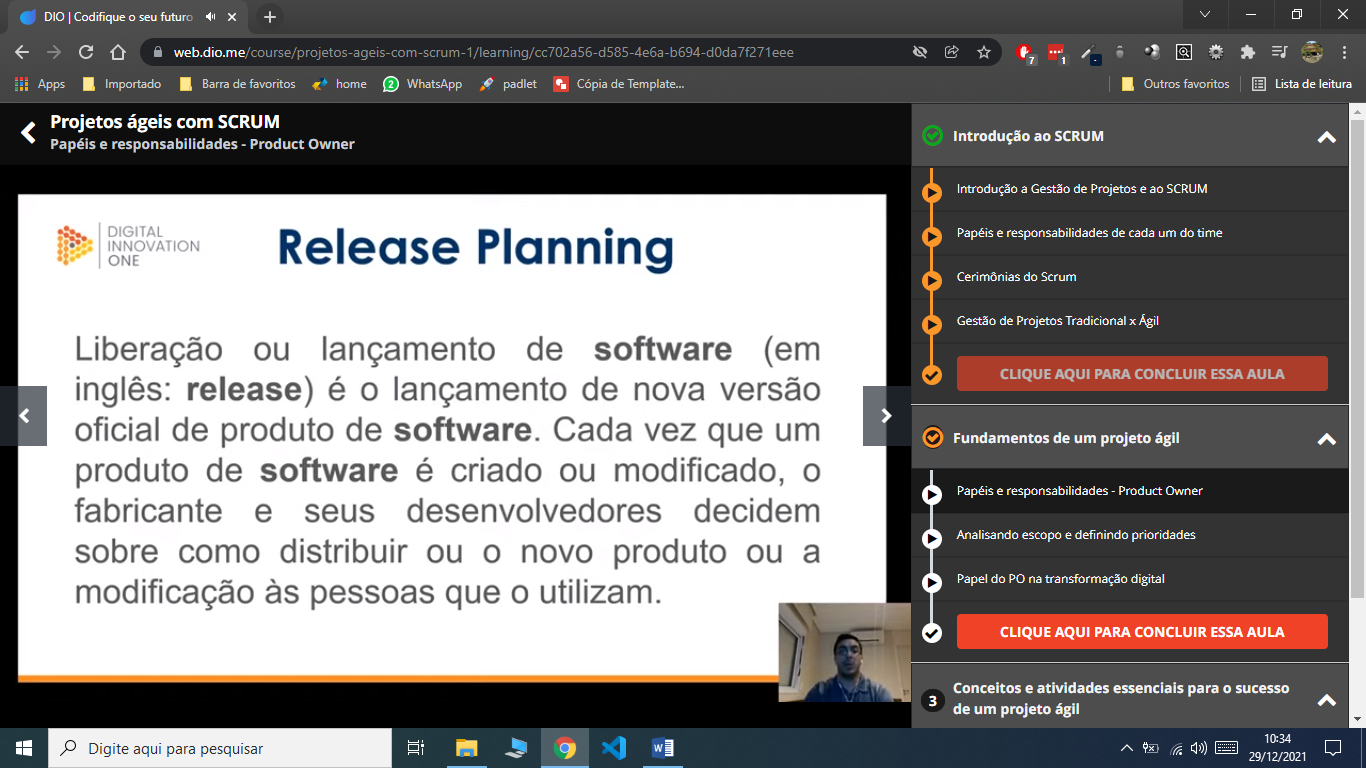 DIO | Codifique o seu futuro
web.dio.me/course/projetos-ageis-com-scrum-1/learning/cc702a56-d585-4e6a-b694-d0da7f271eee
7
1
-
Apps
Importado
Barra de favoritos
home
2
WhatsApp
padlet
Cópia de Template...
Outros favoritos
Lista de leitura
Projetos ágeis com SCRUM
Papéis e responsabilidades - Product Owner
DIGITAL
INNOVATION
ONE
Release Planning
Liberação ou lançamento de software (em
inglês: release) é o lançamento de nova versão
oficial de produto de software. Cada vez que um
produto de software é criado ou modificado, o
fabricante e seus desenvolvedores decidem
sobre como distribuir ou o novo produto ou a
modificação às pessoas que o utilizam.
Introdução ao SCRUM
Introdução a Gestão de Projetos e ao SCRUM
Papéis e responsabilidades de cada um do time
Cerimônias do Scrum
Gestão de Projetos Tradicional x Ágil
CLIQUE AQUI PARA CONCLUIR ESSA AULA
Fundamentos de um projeto ágil
Papéis e responsabilidades - Product Owner
Analisando escopo e definindo prioridades
Papel do PO na transformação digital
CLIQUE AQUI PARA CONCLUIR ESSA AULA
3
Conceitos e atividades essenciais para o sucesso
de um projeto ágil
Digite aqui para pesquisar
10:34
29/12/2021